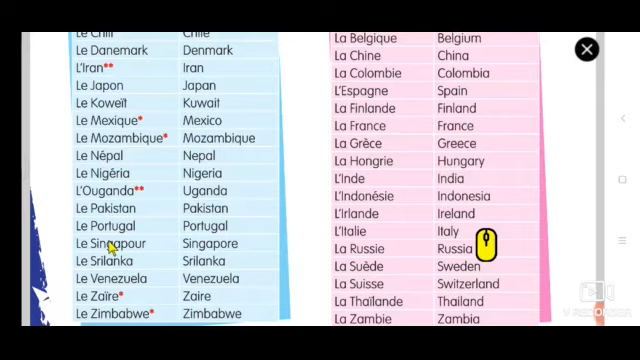 Le Chili Chile
Le Danemark Denmark
L'Iran** Iran
Le Japon Japan
Le Koweït Kuwait
Le Mexique* Mexico
Le Mozambique* Mozambique
Le Népal Nepal
Le Nigéria Nigeria
L'Ouganda** Uganda
Le Pakistan Pakistan
Le Portugal Portugal
Le Singapour Singapore
Le Srilanka Srilanka
Le Venezuela Venezuela
Le Zaïre* Zaire
Le Zimbabwe* Zimbabwe
La Belgique Belgium
La Chine China
La Colombie Colombia
L'Espagne Spain
La Finlande Finland
La France France
La Grèce Greece
La Hongrie Hungary
L'Inde India
L'Indonésie Indonesia
L'Irlande Ireland
L'Italie Italy
La Russie Russia
La Suède Sweden
La Suisse Switzerland
La Thaïlande Thailand
La Zambie Zambia
V.RECORDER